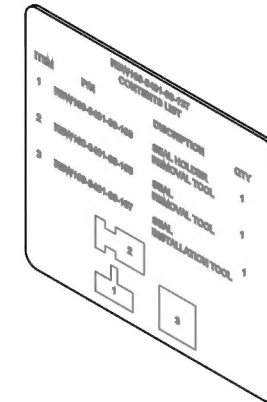 CONTENTS LIST
ITEM P/N DESCRIPTION QTY
1 SEAL HOLDER
REMOVAL TOOL 1
2 SEAL
REMOVAL TOOL 1
3 SEAL
INSTALLATION TOOL 1
2
1
3